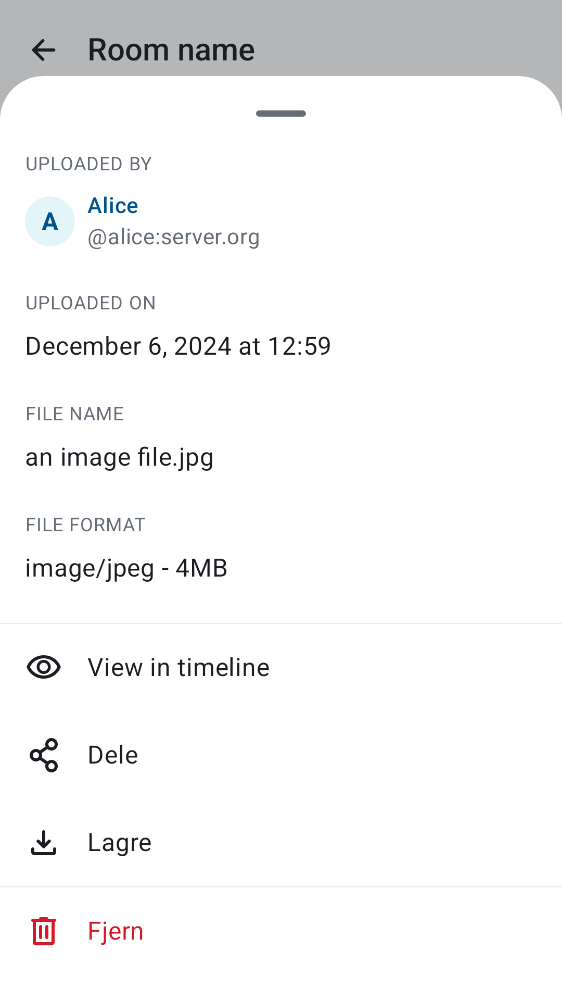 Room name
UPLOADED BY
A
Alice
@alice:server.org
UPLOADED ON
December 6, 2024 at 12:59
FILE NAME
an image file.jpg
FILE FORMAT
image/jpeg - 4MB
View in timeline
Dele
Lagre
Fjern